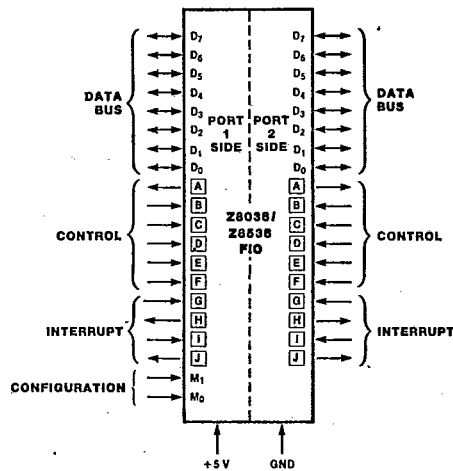 D7 D7
D6 D6
D5 D5
D4 D4
DATA BUS
D3 D3
PORT 1 SIDE
PORT 2 SIDE
DATA BUS
D2 D2
D1 D1
D0 D0
A A
B B
Z8038/
Z8538
FIO
C C
CONTROL
D D
CONTROL
E E
F F
G G
H H
INTERRUPT
INTERRUPT
I I
J J
CONFIGURATION
M1
M0
+5 V GND